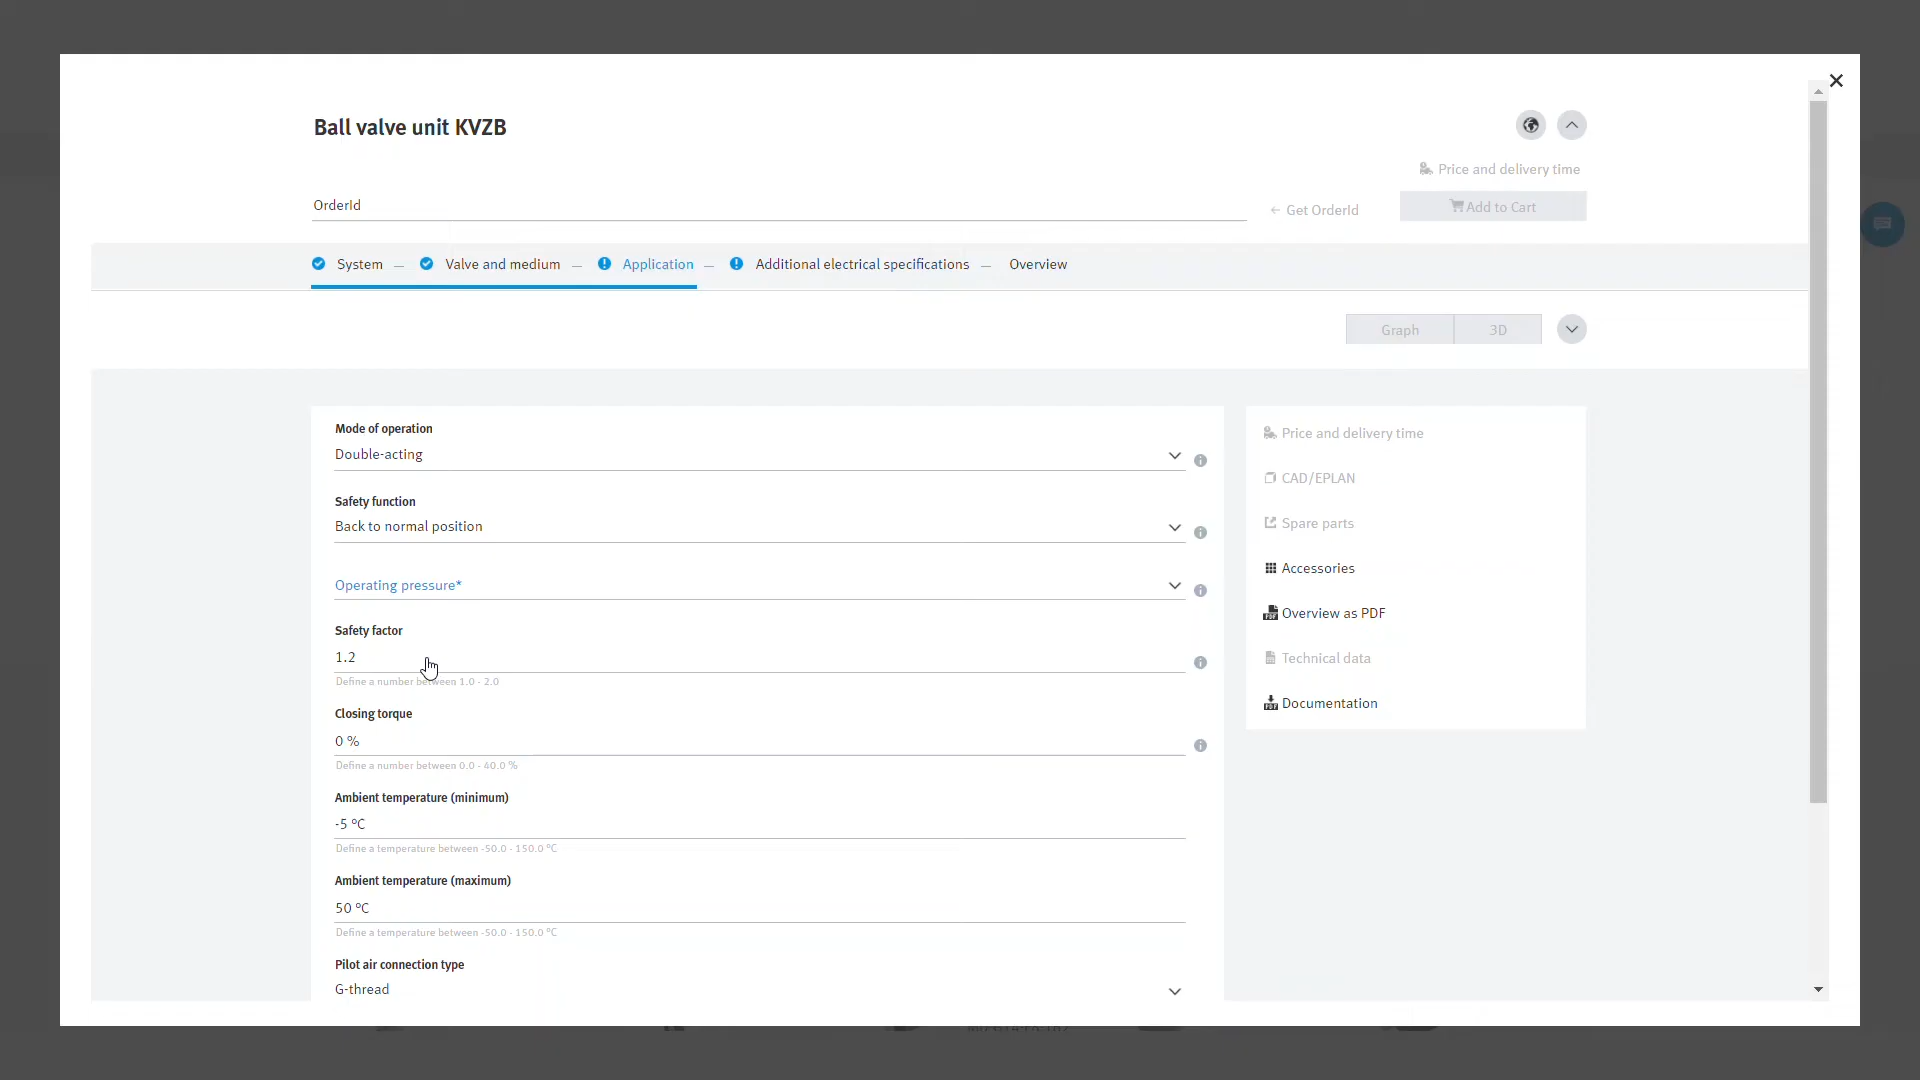 Ball valve unit KVZB
Price and delivery time
OrderId
Get OrderId
Add to Cart
System
Valve and medium
Application
Additional electrical specifications
Overview
Graph
3D
Mode of operation
Double-acting
Safety function
Back to normal position
Operating pressure*
Safety factor
1.2
Define a number between 1.0 - 2.0
Closing torque
0 %
Define a number between 0.0 - 40.0 %
Ambient temperature (minimum)
-5 °C
Define a temperature between -50.0 - 150.0 °C
Ambient temperature (maximum)
50 °C
Define a temperature between -50.0 - 150.0 °C
Pilot air connection type
G-thread
Price and delivery time
CAD/EPLAN
Spare parts
Accessories
Overview as PDF
Technical data
Documentation